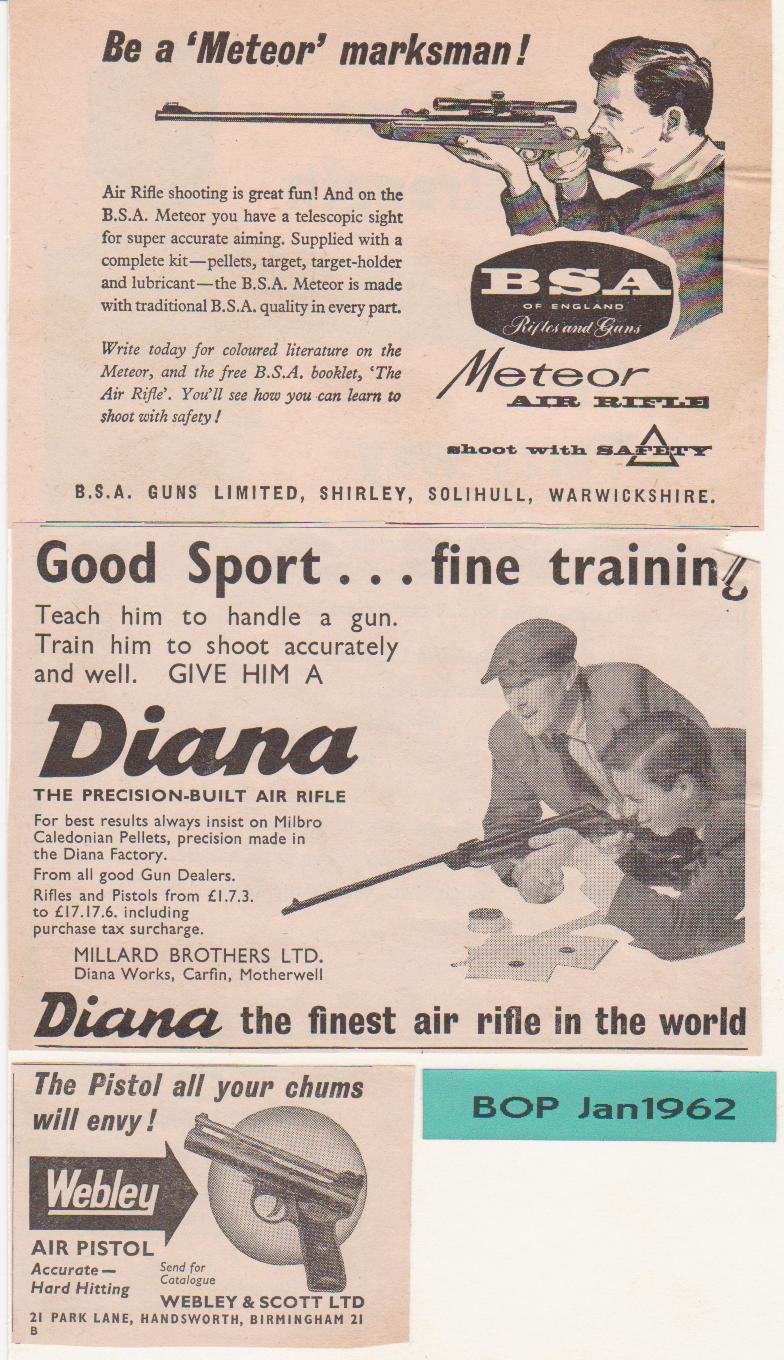 Be a ‘Meteor’ marksman!
Air Rifle shooting is great fun! And on the
B.S.A. Meteor you have a telescopic sight
for super accurate aiming. Supplied with a
complete kit—pellets, target, target-holder
and lubricant—the B.S.A. Meteor is made
with traditional B.S.A. quality in every part.
Write today for coloured literature on the
Meteor, and the free B.S.A. booklet, ‘The
Air Rifle’. You’ll see how you can learn to
shoot with safety!
BSA
OF ENGLAND
Rifles and Guns
Meteor
AIR RIFLE
shoot with SAFETY
B.S.A. GUNS LIMITED, SHIRLEY, SOLIHULL, WARWICKSHIRE.
Good Sport... fine training
Teach him to handle a gun.
Train him to shoot accurately
and well. GIVE HIM A
Diana
THE PRECISION-BUILT AIR RIFLE
For best results always insist on Milbro
Caledonian Pellets, precision made in
the Diana Factory.
From all good Gun Dealers.
Rifles and Pistols from £1.7.3.
to £17.17.6. including
purchase tax surcharge.
MILLARD BROTHERS LTD.
Diana Works, Carfin, Motherwell
Diana the finest air rifle in the world
The Pistol all your chums
will envy!
Webley
AIR PISTOL
Accurate—
Hard Hitting
Send for
Catalogue
WEBLEY & SCOTT LTD
21 PARK LANE, HANDSWORTH, BIRMINGHAM 21
B
BOP Jan1962